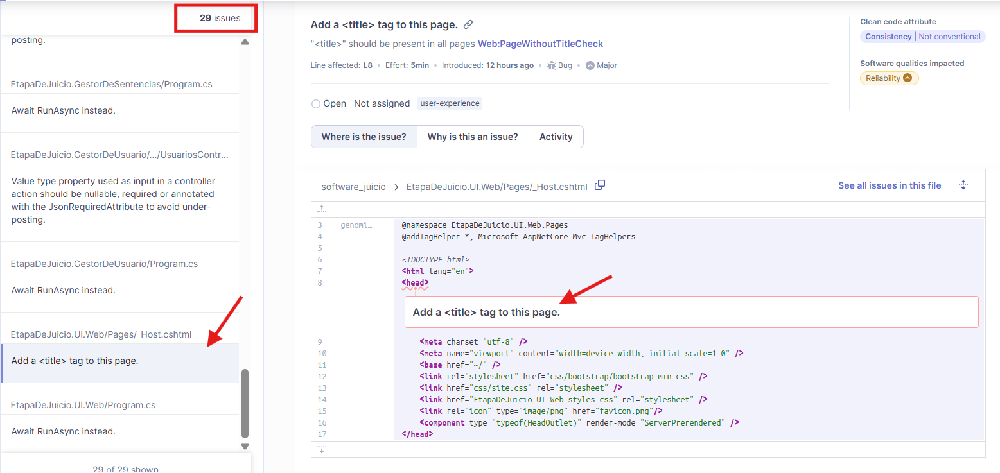 29 issues
posting.
EtapaDeJuicio.GestorDeSentencias/Program.cs
Await RunAsync instead.
EtapaDeJuicio.GestorDeUsuario/.../UsuariosContr...
Value type property used as input in a controller
action should be nullable, required or annotated
with the JsonRequiredAttribute to avoid under-
posting.
EtapaDeJuicio.GestorDeUsuario/Program.cs
Await RunAsync instead.
EtapaDeJuicio.UI.Web/Pages/_Host.cshtml
Add a <title> tag to this page.
EtapaDeJuicio.UI.Web/Program.cs
Await RunAsync instead.
29 of 29 shown
Add a <title> tag to this page.
"<title>" should be present in all pages Web:PageWithoutTitleCheck
Line affected: L8 • Effort: 5min • Introduced: 12 hours ago • Bug • Major
Open Not assigned user-experience
Where is the issue? Why is this an issue? Activity
Clean code attribute
Consistency | Not conventional
Software qualities impacted
Reliability
software_juicio > EtapaDeJuicio.UI.Web/Pages/_Host.cshtml See all issues in this file
3 genomi… @namespace EtapaDeJuicio.UI.Web.Pages
4 @addTagHelper *, Microsoft.AspNetCore.Mvc.TagHelpers
5
6 <!DOCTYPE html>
7 <html lang="en">
8 <head>
Add a <title> tag to this page.
9 <meta charset="utf-8" />
10 <meta name="viewport" content="width=device-width, initial-scale=1.0" />
11 <base href="~/" />
12 <link rel="stylesheet" href="css/bootstrap/bootstrap.min.css" />
13 <link href="css/site.css" rel="stylesheet" />
14 <link href="EtapaDeJuicio.UI.Web.styles.css" rel="stylesheet" />
15 <link rel="icon" type="image/png" href="favicon.png"/>
16 <component type="typeof(HeadOutlet)" render-mode="ServerPrerendered" />
17 </head>